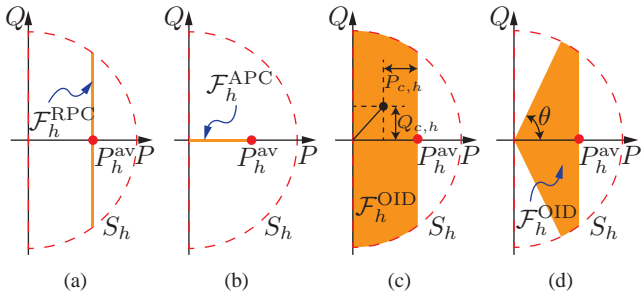 Q Q Q Q
F_h^RPC P_h^av P S_h
F_h^APC P_h^av P S_h
P_{c,h} Q_{c,h} P_h^av P F_h^OID S_h
θ P_h^av P F_h^OID S_h
(a) (b) (c) (d)